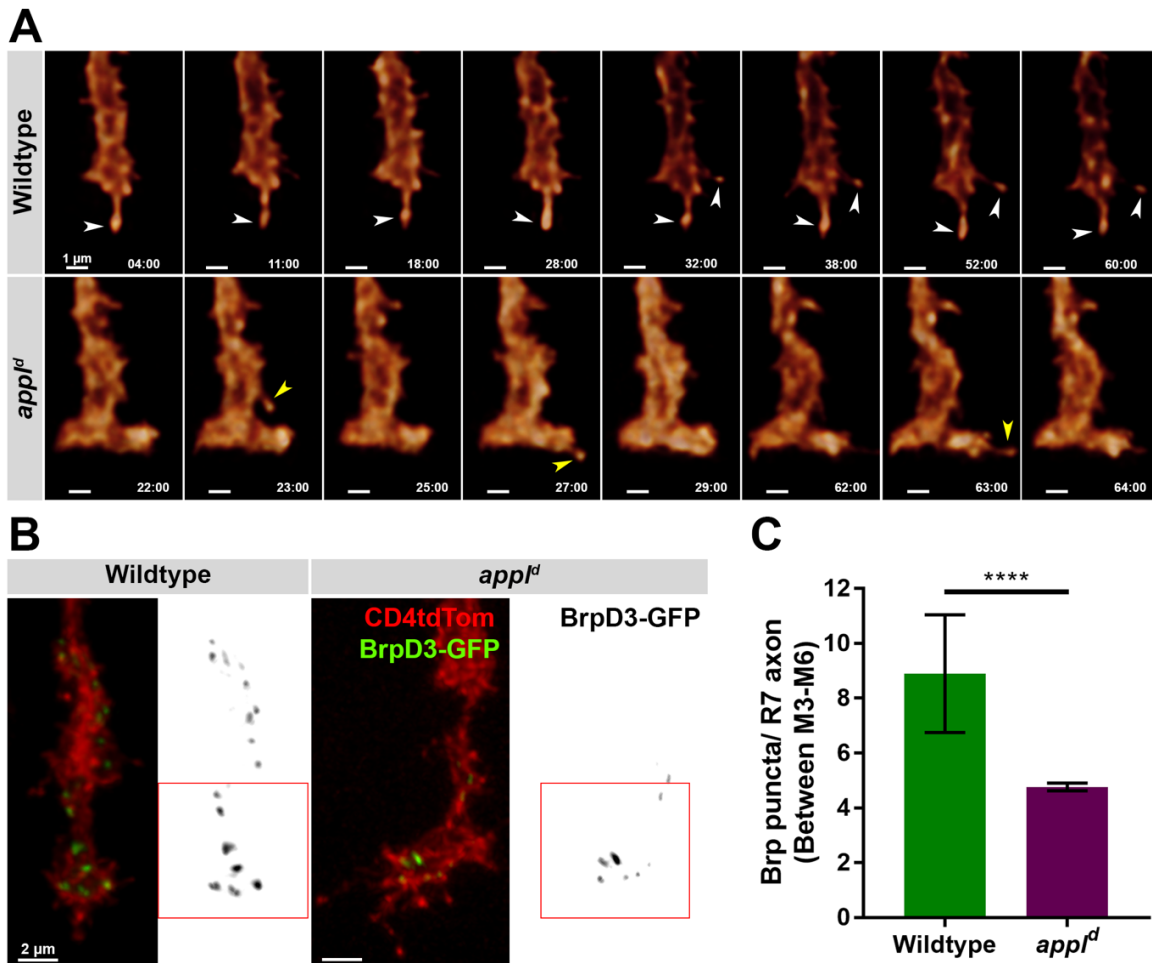 A
Wildtype
1 µm
04:00
11:00
18:00
28:00
32:00
38:00
52:00
60:00
appl^d
22:00
23:00
25:00
27:00
29:00
62:00
63:00
64:00
B
Wildtype
appl^d
CD4tdTom
BrpD3-GFP
BrpD3-GFP
2 µm
C
Brp puncta/ R7 axon
(Between M3-M6)
****
12
10
8
6
4
2
0
Wildtype
appl^d